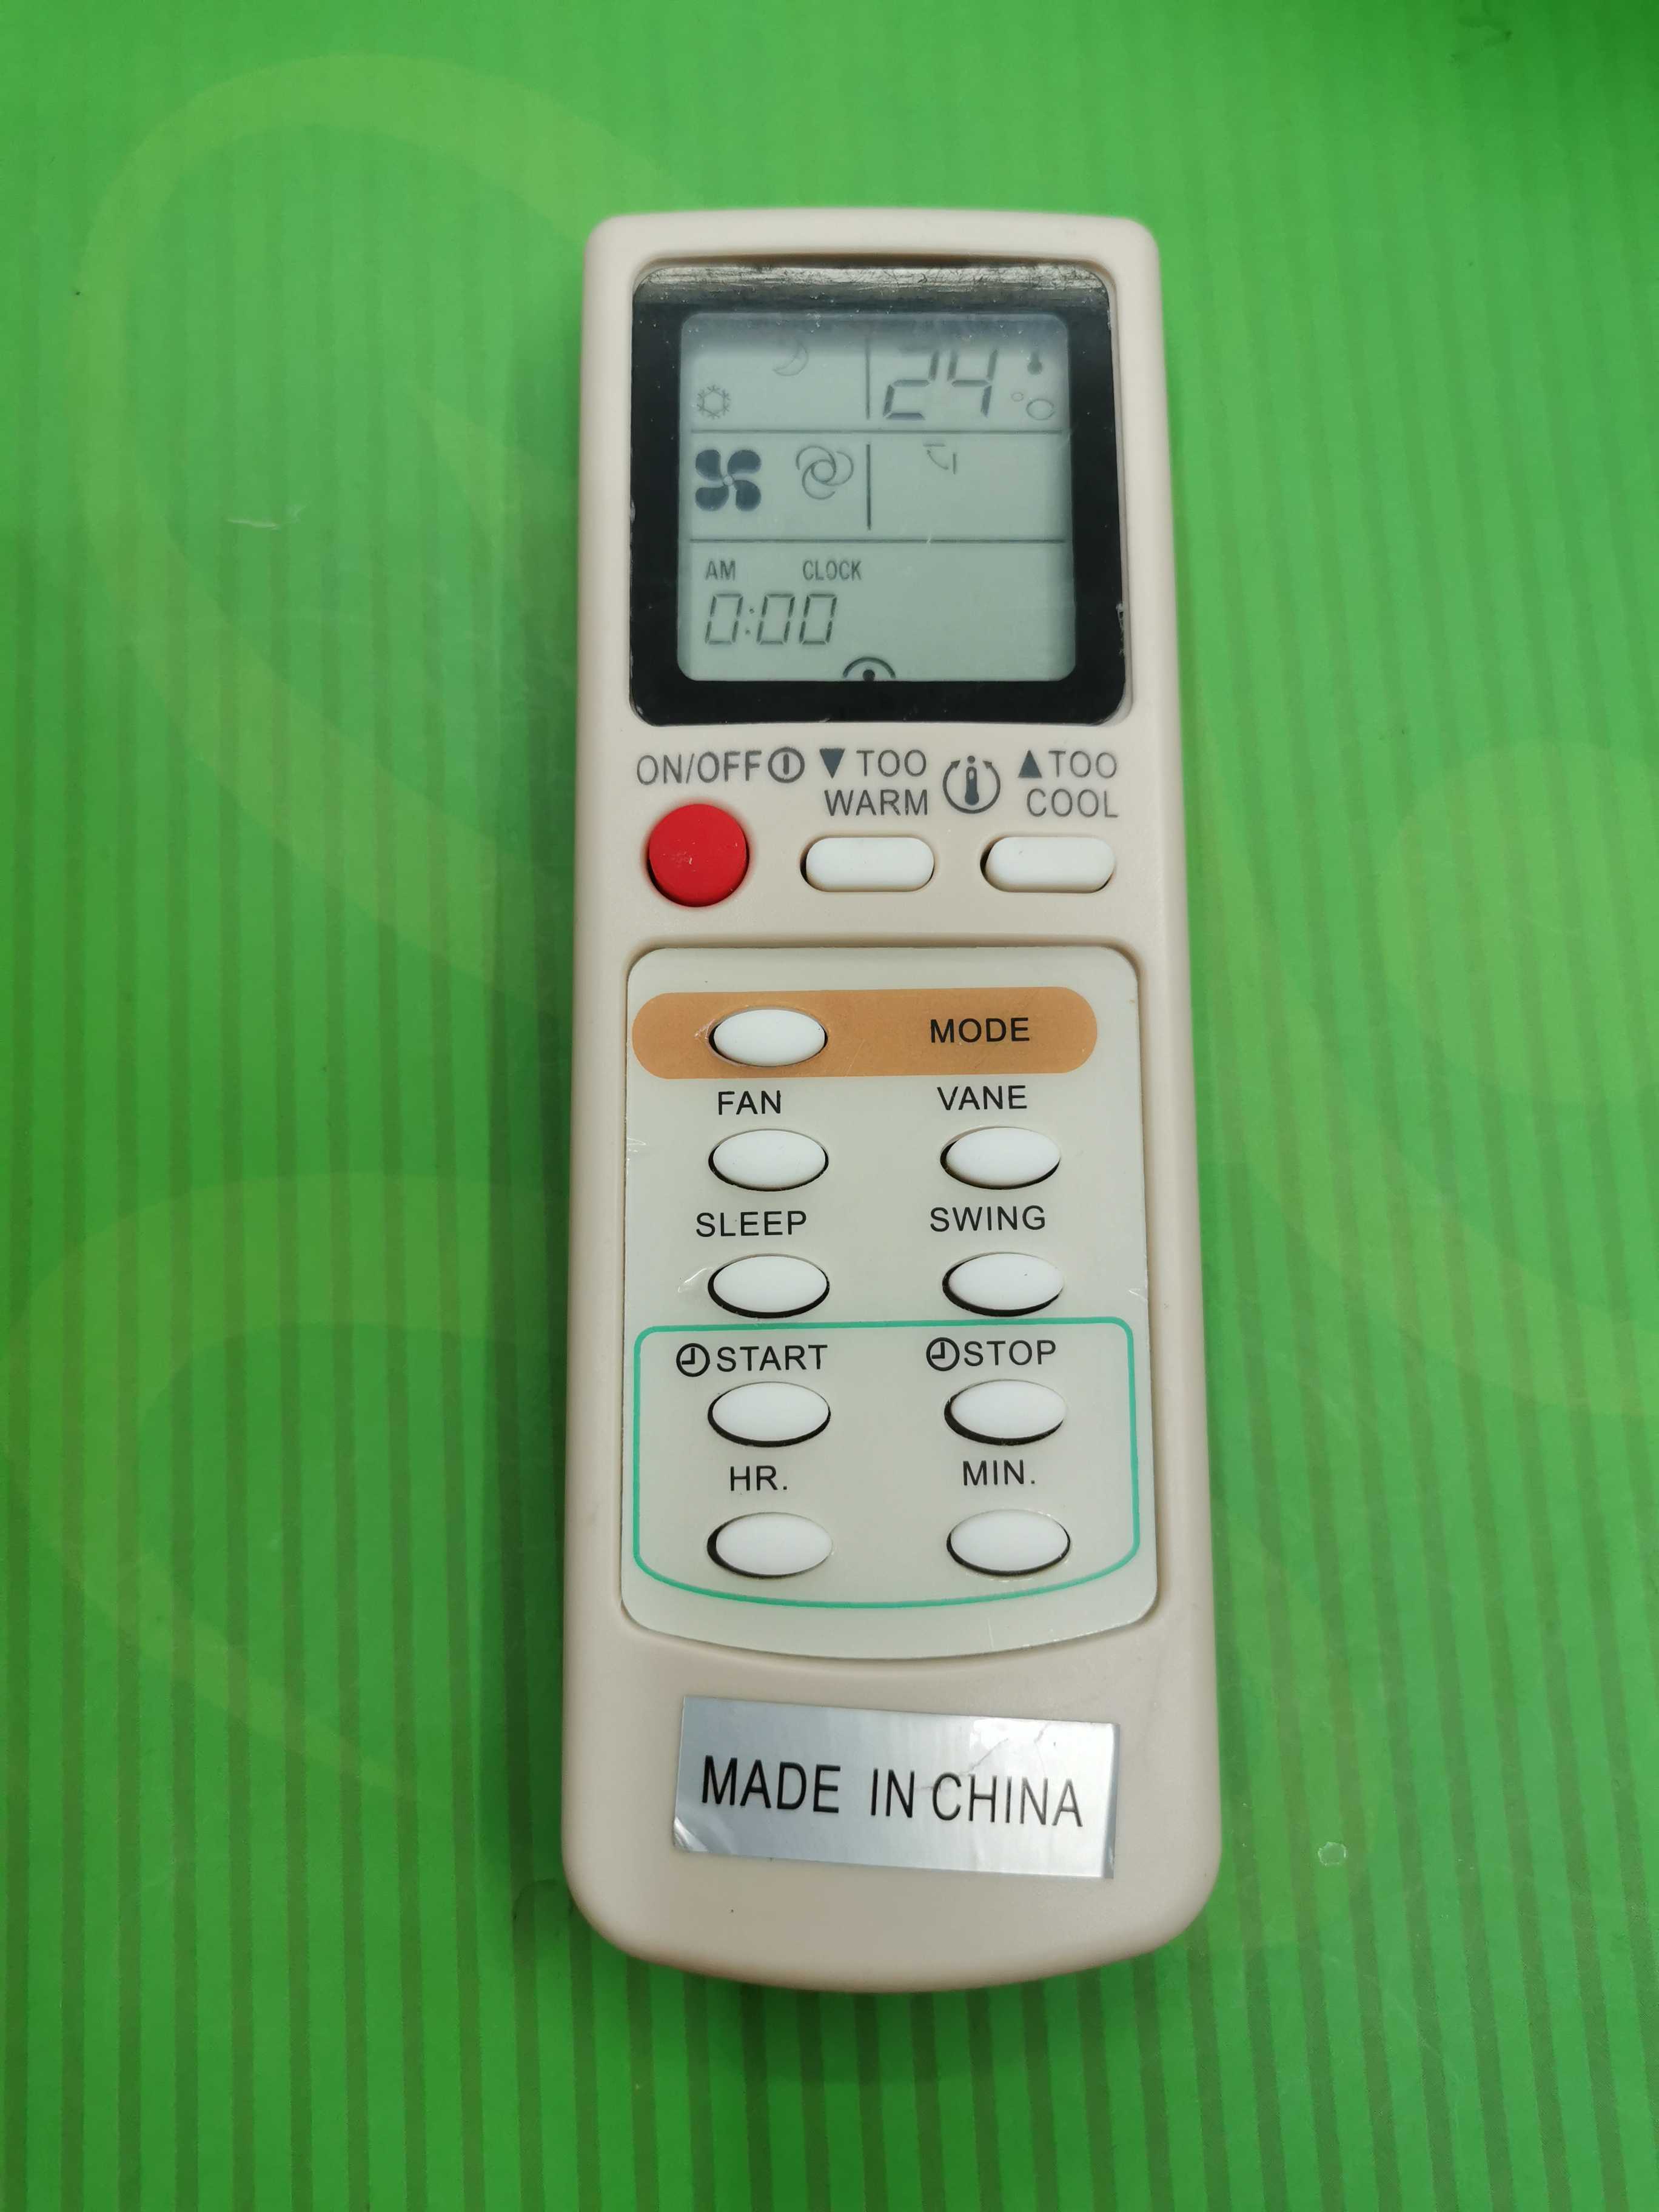 24 °C
AM CLOCK
0:00
ON/OFF ▼ TOO WARM ▲ TOO COOL
MODE
FAN VANE
SLEEP SWING
START STOP
HR. MIN.
MADE IN CHINA